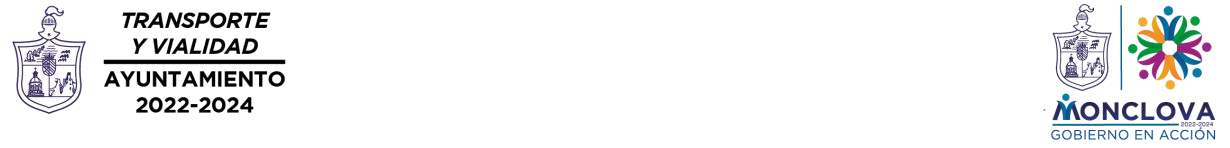 TRANSPORTE
Y VIALIDAD
AYUNTAMIENTO
2022-2024
MONCLOVA
2022-2024
GOBIERNO EN ACCIÓN